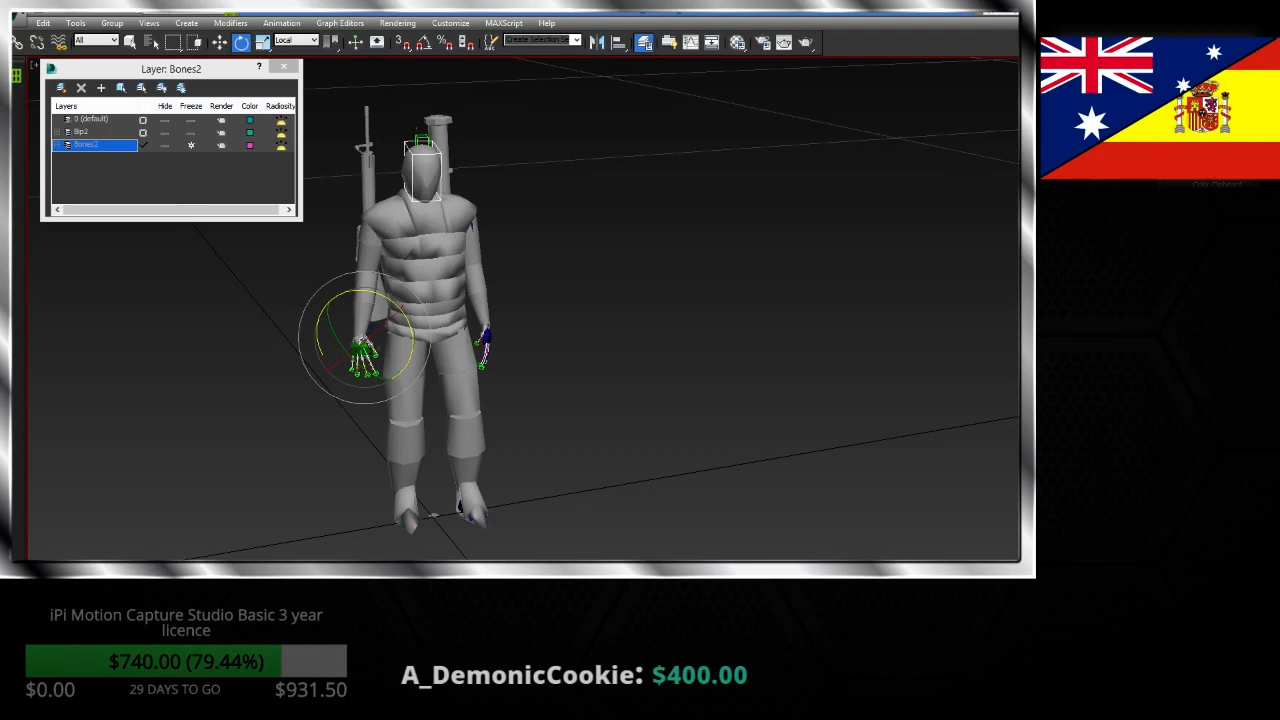 Edit Tools Group Views Create Modifiers Animation Graph Editors Rendering Customize MAXScript Help
All Local
Layer: Bones2 ?
Layers Hide Freeze Render Color Radiosity
0 (default)
Bip2
Bones2
Color Clipboard
iPi Motion Capture Studio Basic 3 year
licence
$740.00 (79.44%)
$0.00 29 DAYS TO GO $931.50
A_DemonicCookie: $400.00